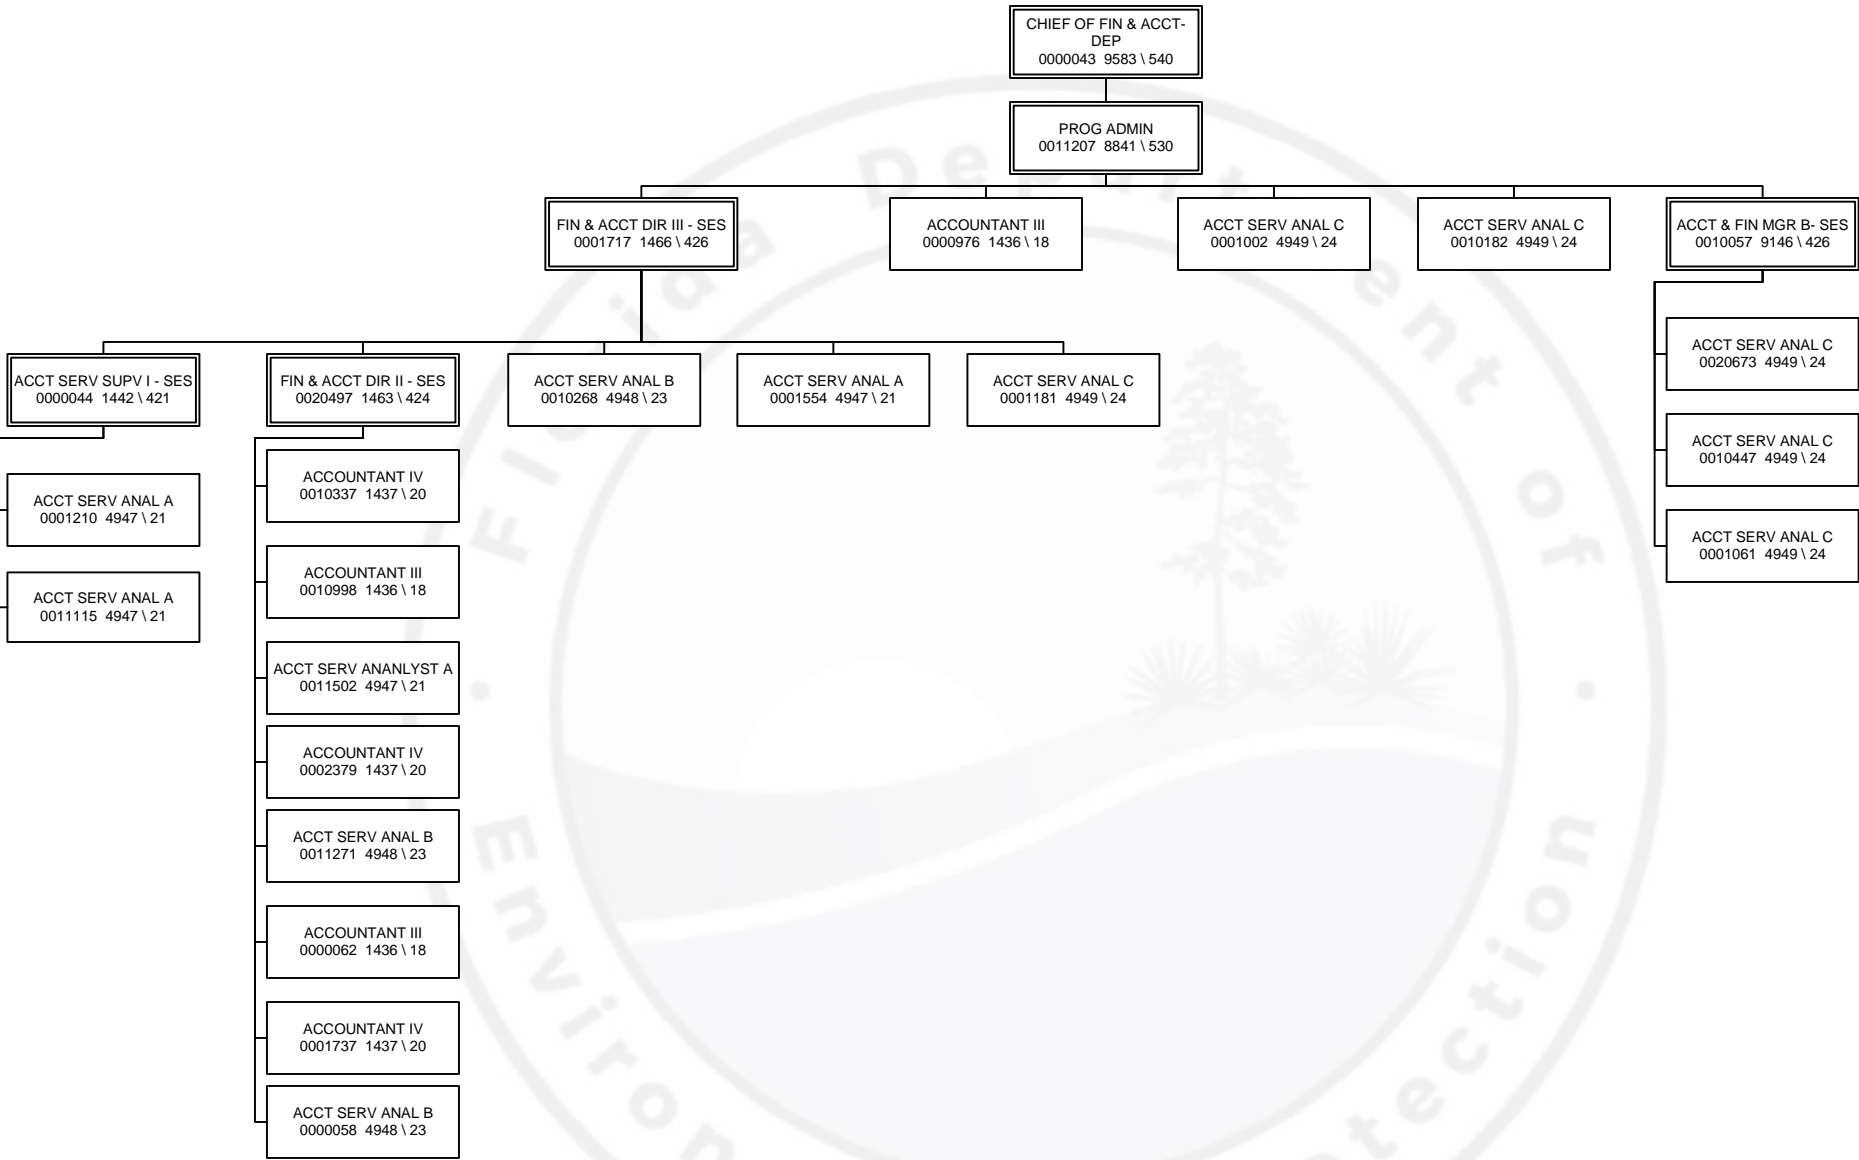 CHIEF OF FIN & ACCT-
DEP
0000043 9583 \ 540
PROG ADMIN
0011207 8841 \ 530
FIN & ACCT DIR III - SES
0001717 1466 \ 426
ACCOUNTANT III
0000976 1436 \ 18
ACCT SERV ANAL C
0001002 4949 \ 24
ACCT SERV ANAL C
0010182 4949 \ 24
ACCT & FIN MGR B- SES
0010057 9146 \ 426
ACCT SERV SUPV I - SES
0000044 1442 \ 421
FIN & ACCT DIR II - SES
0020497 1463 \ 424
ACCT SERV ANAL B
0010268 4948 \ 23
ACCT SERV ANAL A
0001554 4947 \ 21
ACCT SERV ANAL C
0001181 4949 \ 24
ACCT SERV ANAL A
0001210 4947 \ 21
ACCT SERV ANAL A
0011115 4947 \ 21
ACCOUNTANT IV
0010337 1437 \ 20
ACCOUNTANT III
0010998 1436 \ 18
ACCT SERV ANANLYST A
0011502 4947 \ 21
ACCOUNTANT IV
0002379 1437 \ 20
ACCT SERV ANAL B
0011271 4948 \ 23
ACCOUNTANT III
0000062 1436 \ 18
ACCOUNTANT IV
0001737 1437 \ 20
ACCT SERV ANAL B
0000058 4948 \ 23
ACCT SERV ANAL C
0020673 4949 \ 24
ACCT SERV ANAL C
0010447 4949 \ 24
ACCT SERV ANAL C
0001061 4949 \ 24
Florida Department of
Environ
tection